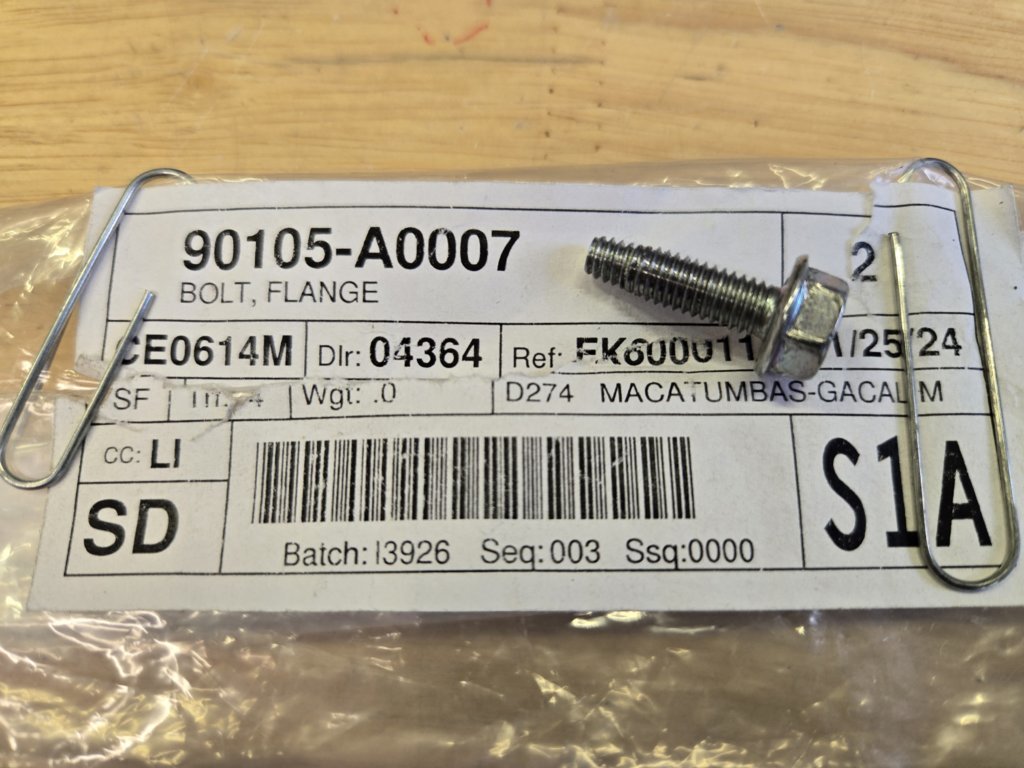 90105-A0007
2
BOLT, FLANGE
CE0614M Dlr: 04364 Ref: /25/24
SF Wgt: .0 D274 MACATUMBAS-GACAL M
CC: LI
SD
S1A
Batch: I3926 Seq: 003 Ssq:0000